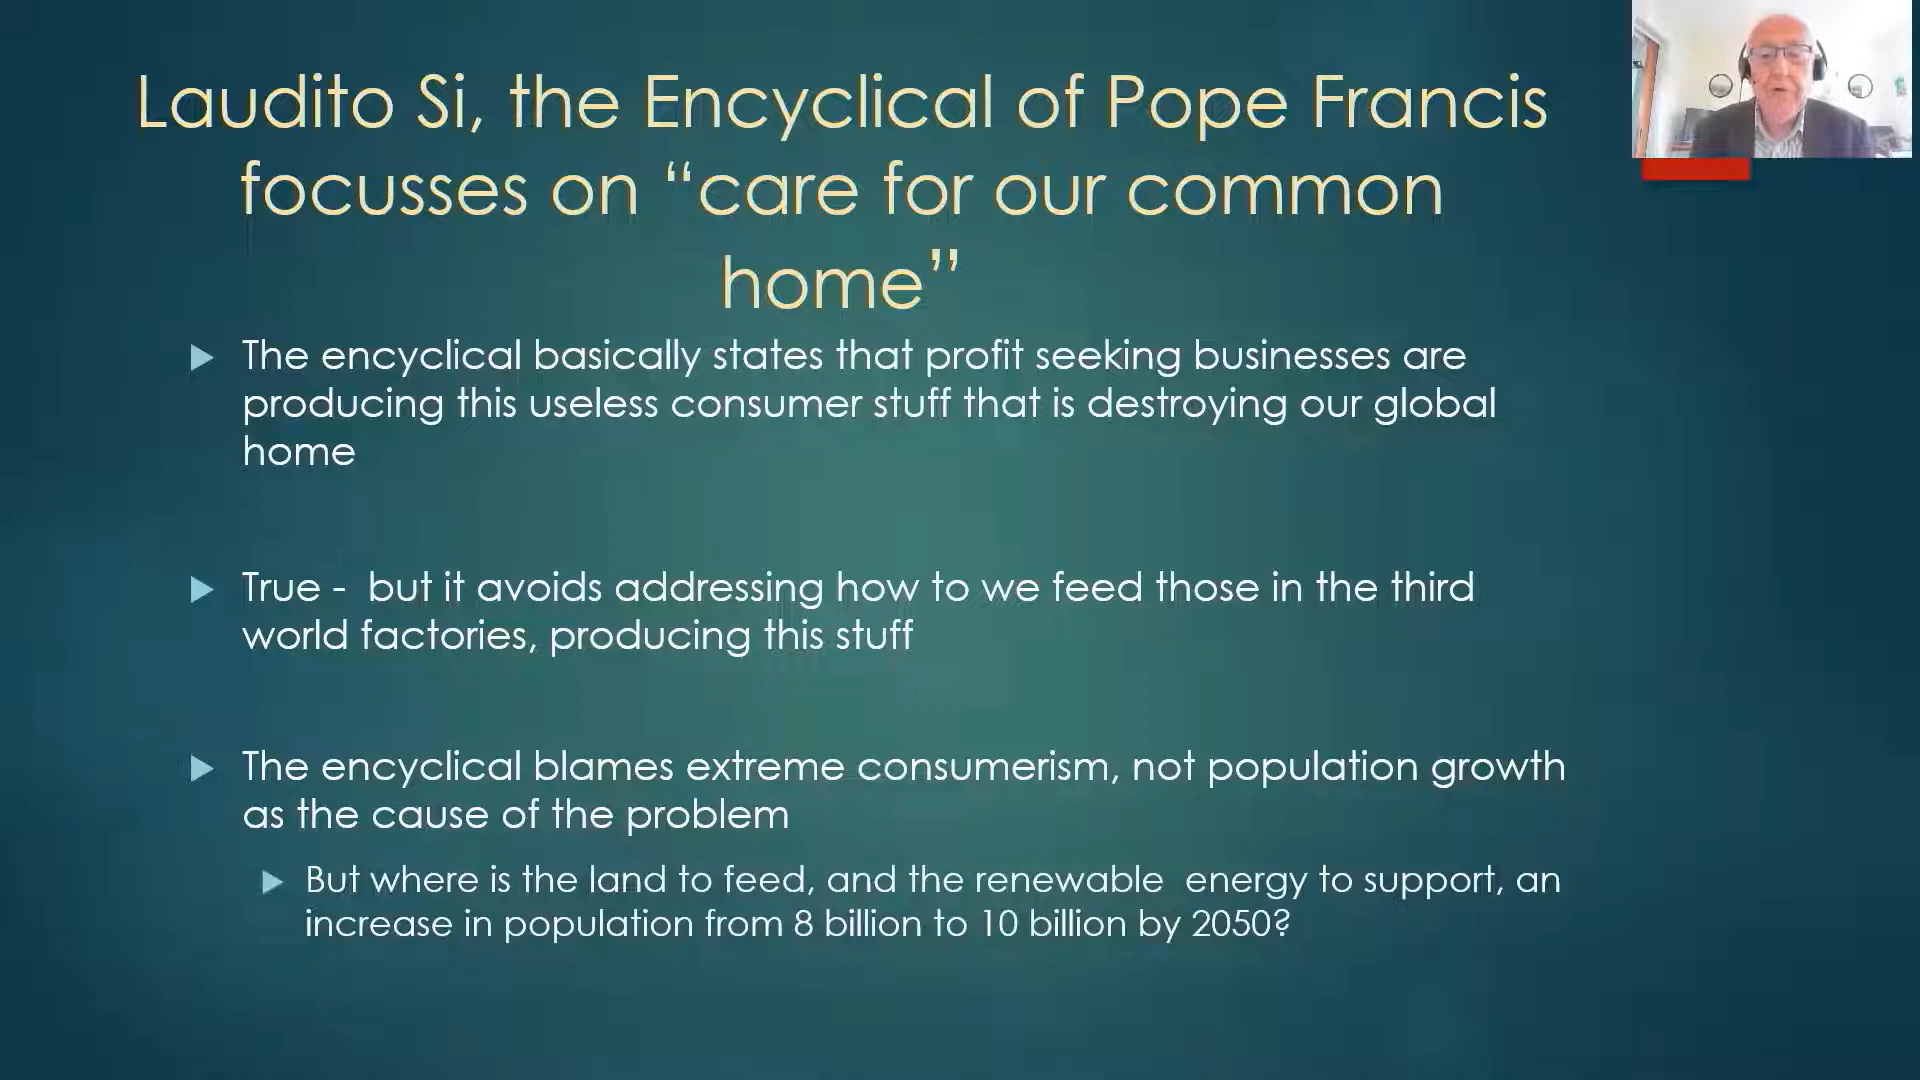 Laudito Si, the Encyclical of Pope Francis
focusses on “care for our common
home”
The encyclical basically states that profit seeking businesses are
producing this useless consumer stuff that is destroying our global
home
True - but it avoids addressing how to we feed those in the third
world factories, producing this stuff
The encyclical blames extreme consumerism, not population growth
as the cause of the problem
But where is the land to feed, and the renewable energy to support, an
increase in population from 8 billion to 10 billion by 2050?